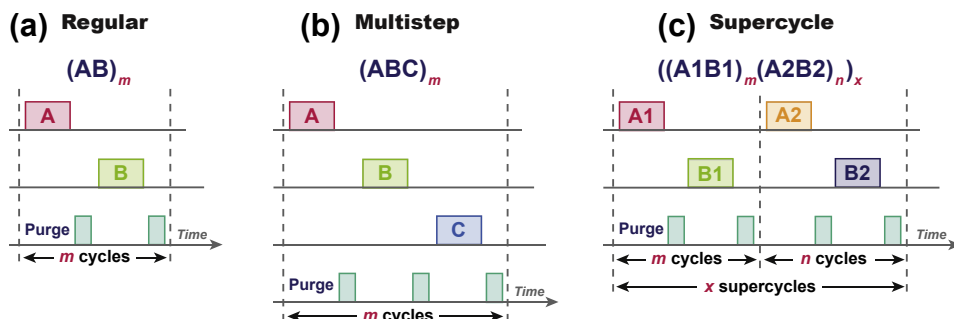 (a) Regular
(AB)m
A
B
Purge
Time
m cycles
(b) Multistep
(ABC)m
A
B
C
Purge
Time
m cycles
(c) Supercycle
((A1B1)m(A2B2)n)x
A1
A2
B1
B2
Purge
Time
m cycles
n cycles
x supercycles